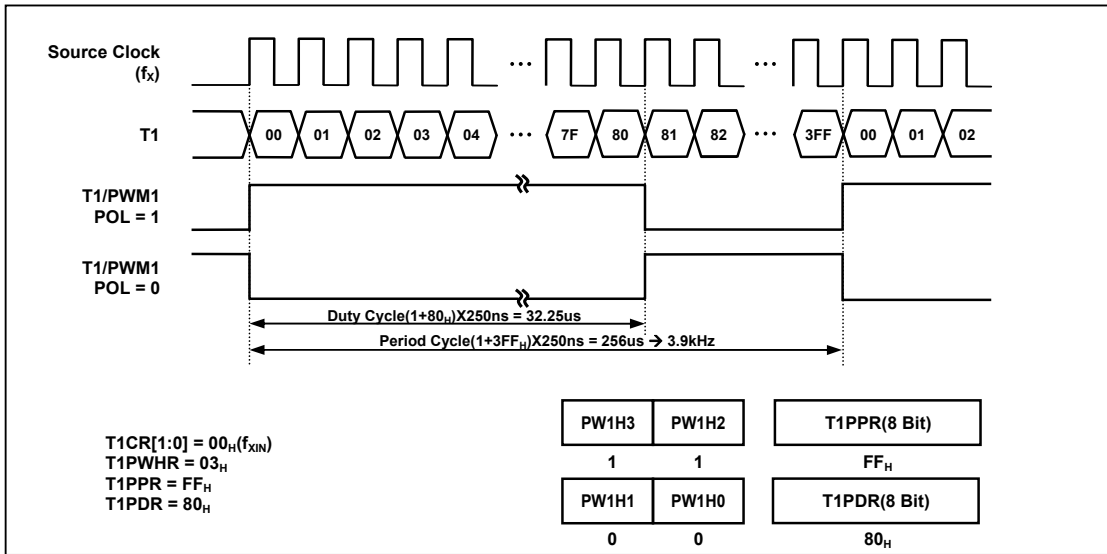 Source Clock
(fX)
T1
00 01 02 03 04 ... 7F 80 81 82 ... 3FF 00 01 02
T1/PWM1
POL = 1
T1/PWM1
POL = 0
Duty Cycle(1+80H)X250ns = 32.25us
Period Cycle(1+3FFH)X250ns = 256us → 3.9kHz
T1CR[1:0] = 00H(fXIN)
T1PWHR = 03H
T1PPR = FFH
T1PDR = 80H
PW1H3 PW1H2 T1PPR(8 Bit)
1 1 FFH
PW1H1 PW1H0 T1PDR(8 Bit)
0 0 80H